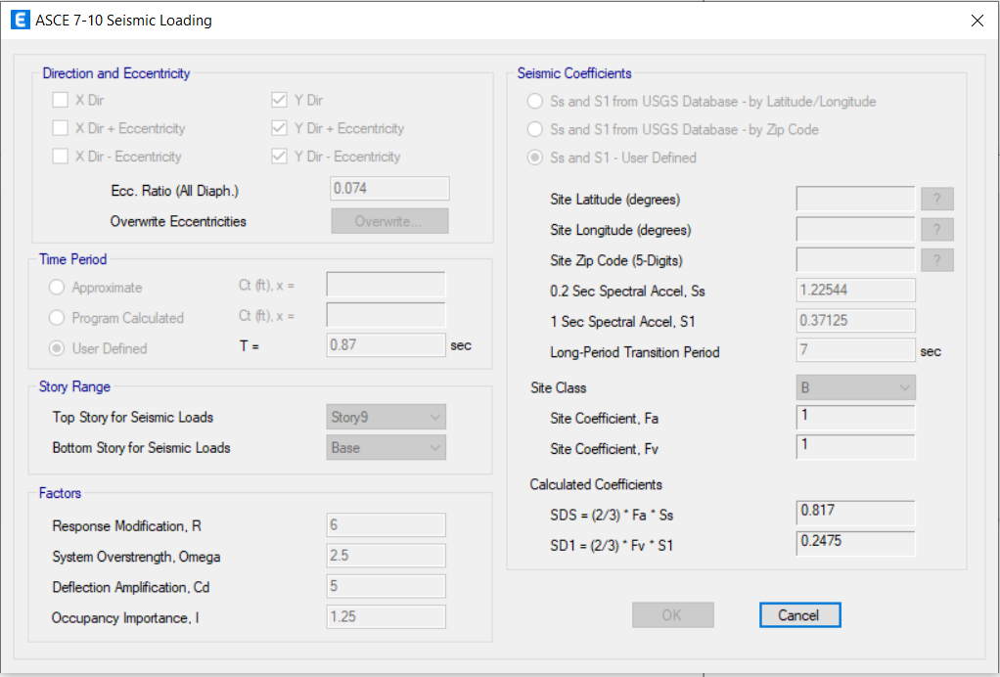 E ASCE 7-10 Seismic Loading
Direction and Eccentricity
X Dir
Y Dir
X Dir + Eccentricity
Y Dir + Eccentricity
X Dir - Eccentricity
Y Dir - Eccentricity
Ecc. Ratio (All Diaph.) 0.074
Overwrite Eccentricities Overwrite...
Time Period
Approximate Ct (ft), x =
Program Calculated Ct (ft), x =
User Defined T = 0.87 sec
Story Range
Top Story for Seismic Loads Story9
Bottom Story for Seismic Loads Base
Factors
Response Modification, R 6
System Overstrength, Omega 2.5
Deflection Amplification, Cd 5
Occupancy Importance, I 1.25
Seismic Coefficients
Ss and S1 from USGS Database - by Latitude/Longitude
Ss and S1 from USGS Database - by Zip Code
Ss and S1 - User Defined
Site Latitude (degrees) ?
Site Longitude (degrees) ?
Site Zip Code (5-Digits) ?
0.2 Sec Spectral Accel, Ss 1.22544
1 Sec Spectral Accel, S1 0.37125
Long-Period Transition Period 7 sec
Site Class B
Site Coefficient, Fa 1
Site Coefficient, Fv 1
Calculated Coefficients
SDS = (2/3) * Fa * Ss 0.817
SD1 = (2/3) * Fv * S1 0.2475
OK Cancel